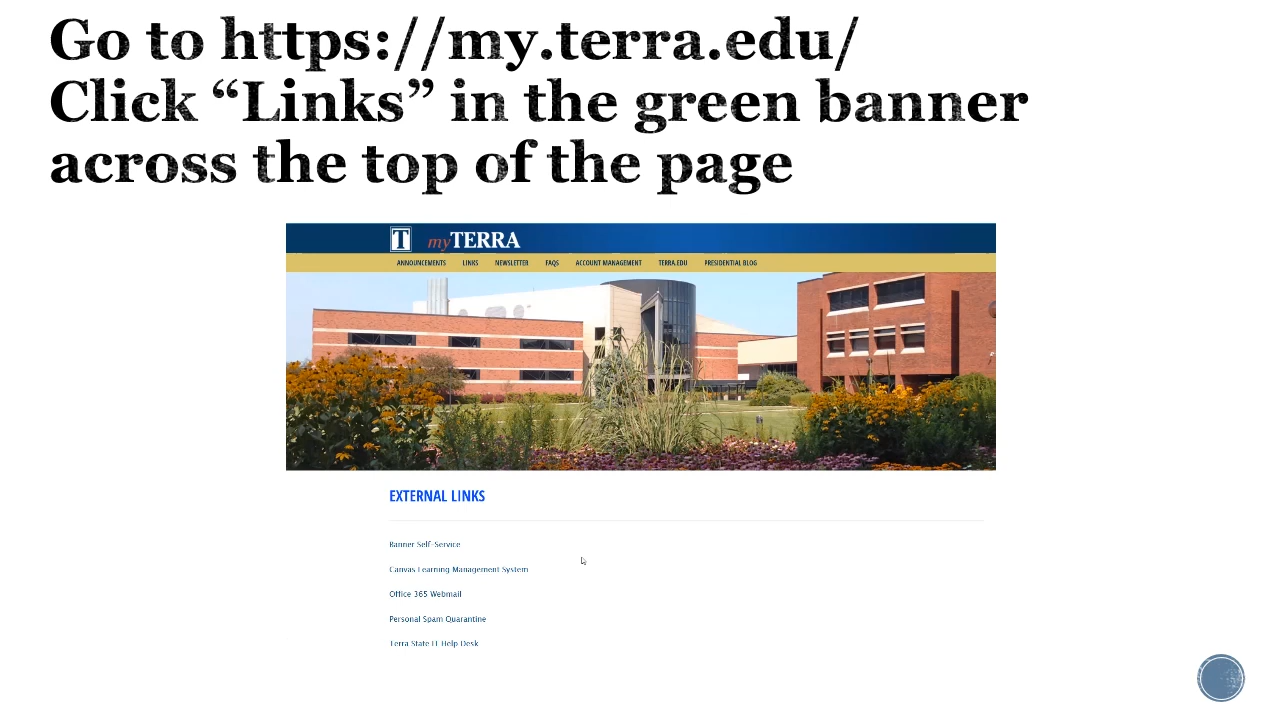 Go to https://my.terra.edu/
Click “Links” in the green banner
across the top of the page
T myTERRA
ANNOUNCEMENTS LINKS NEWSLETTER FAQS ACCOUNT MANAGEMENT TERRA.EDU PRESIDENTIAL BLOG
EXTERNAL LINKS
Banner Self-Service
Canvas Learning Management System
Office 365 Webmail
Personal Spam Quarantine
Terra State IT Help Desk